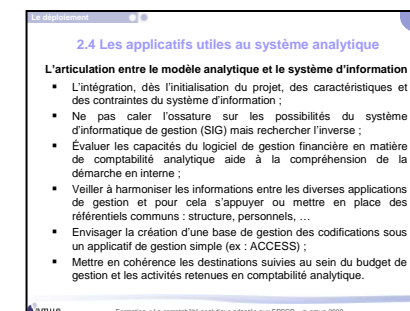 Le déploiement
2.4 Les applicatifs utiles au système analytique
L'articulation entre le modèle analytique et le système d'information
▪ L'intégration, dès l'initialisation du projet, des caractéristiques et
des contraintes du système d'information ;
▪ Ne pas caler l'ossature sur les possibilités du système
d'informatique de gestion (SIG) mais rechercher l'inverse ;
▪ Évaluer les capacités du logiciel de gestion financière en matière
de comptabilité analytique aide à la compréhension de la
démarche en interne ;
▪ Veiller à harmoniser les informations entre les diverses applications
de gestion et pour cela s'appuyer ou mettre en place des
référentiels communs : structure, personnels, …
▪ Envisager la création d'une base de gestion des codifications sous
un applicatif de gestion simple (ex : ACCESS) ;
▪ Mettre en cohérence les destinations suivies au sein du budget de
gestion et les activités retenues en comptabilité analytique.
amue